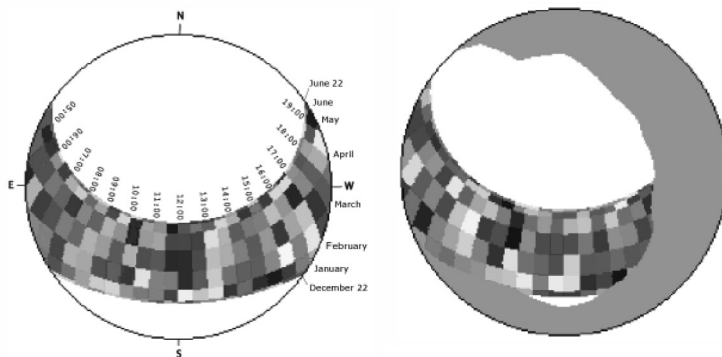 N
June 22
June
May
April
W
March
February
January
December 22
S
E
05:00
06:00
07:00
08:00
09:00
10:00
11:00
12:00
13:00
14:00
15:00
16:00
17:00
18:00
19:00